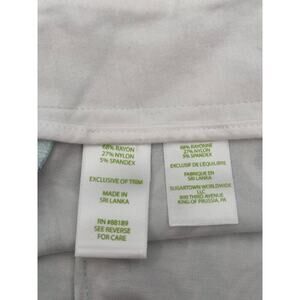 68% RAYON
27% NYLON
5% SPANDEX
EXCLUSIVE OF TRIM
MADE IN
SRI LANKA
RN #88189
SEE REVERSE
FOR CARE
68% RAYONNE
27% NYLON
5% SPANDEX
EXCLUSIF DE L'ÉQUILIBRE
FABRIQUE EN
SRI LANKA
SUGARTOWN WORLDWIDE
LLC
800 THIRD AVENUE
KING OF PRUSSIA, PA